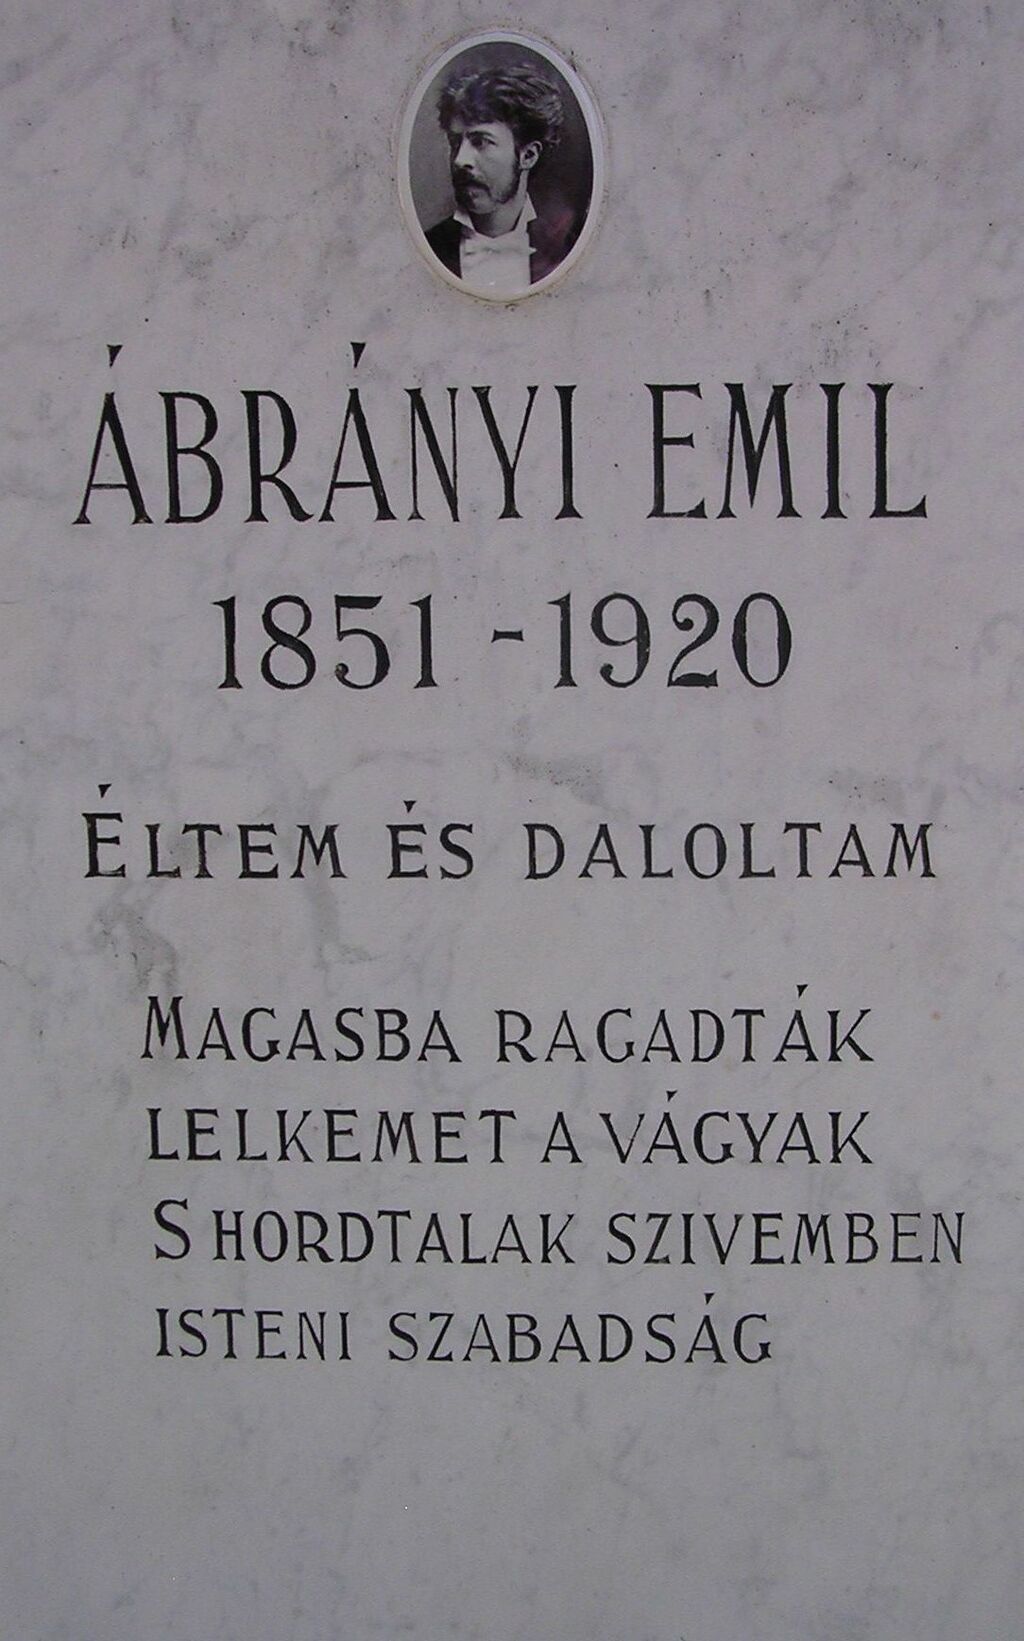 ÁBRÁNYI EMIL
1851 - 1920
ÉLTEM ÉS DALOLTAM
MAGASBA RAGADTÁK
LELKEMET A VÁGYAK
S HORDTALAK SZIVEMBEN
ISTENI SZABADSÁG